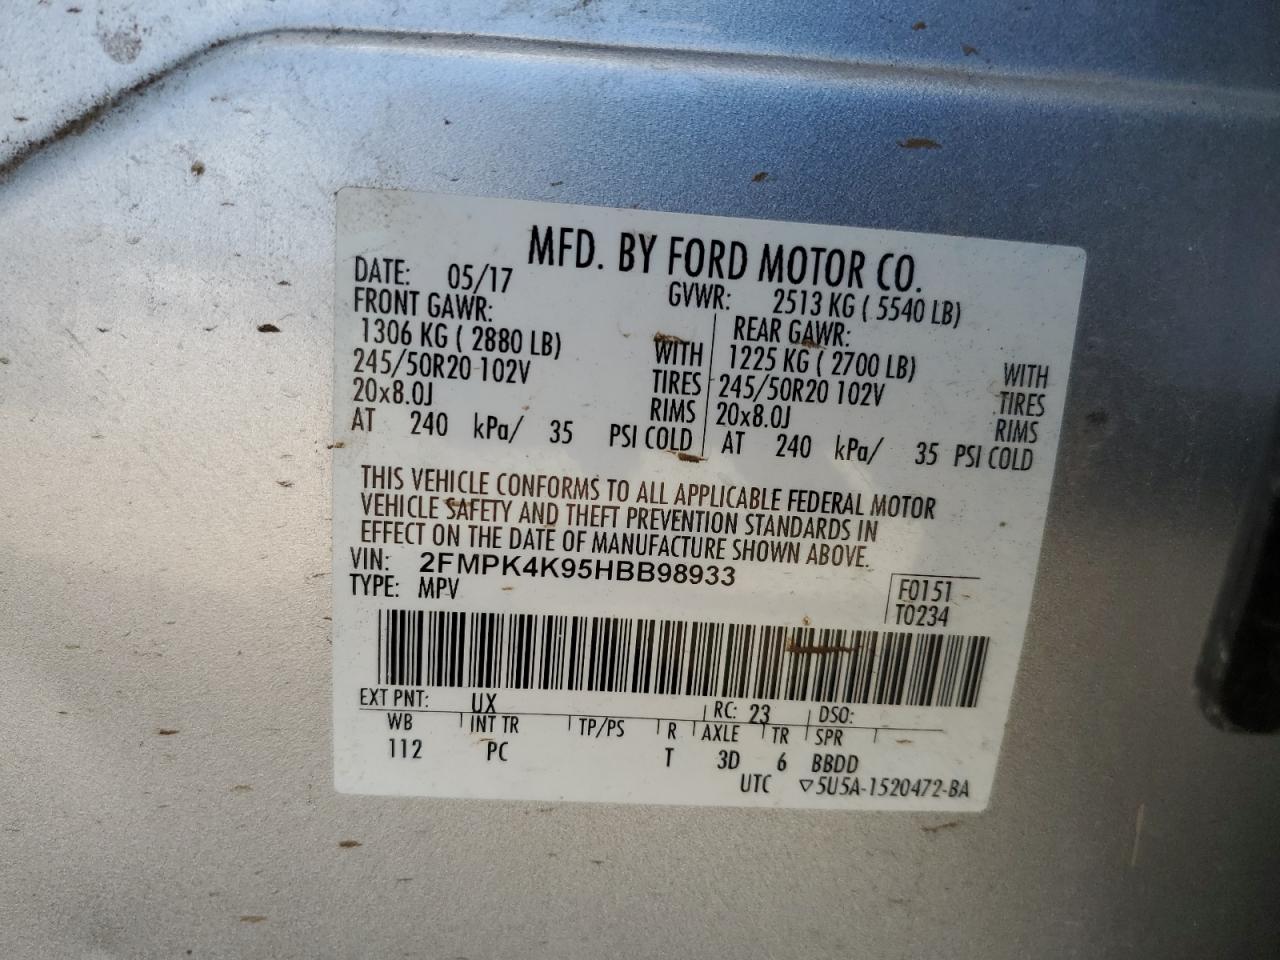 MFD. BY FORD MOTOR CO.
DATE: 05/17 GVWR: 2513 KG ( 5540 LB)
FRONT GAWR: REAR GAWR:
1306 KG ( 2880 LB) WITH 1225 KG ( 2700 LB) WITH
245/50R20 102V TIRES 245/50R20 102V TIRES
20x8.0J RIMS 20x8.0J RIMS
AT 240 kPa/ 35 PSI COLD AT 240 kPa/ 35 PSI COLD
THIS VEHICLE CONFORMS TO ALL APPLICABLE FEDERAL MOTOR
VEHICLE SAFETY AND THEFT PREVENTION STANDARDS IN
EFFECT ON THE DATE OF MANUFACTURE SHOWN ABOVE.
VIN: 2FMPK4K95HBB98933
TYPE: MPV F0151
T0234
EXT PNT: UX RC: 23 DSO:
WB INT TR TP/PS R AXLE TR SPR
112 PC T 3D 6 BBDD
UTC ▽5U5A-1520472-BA